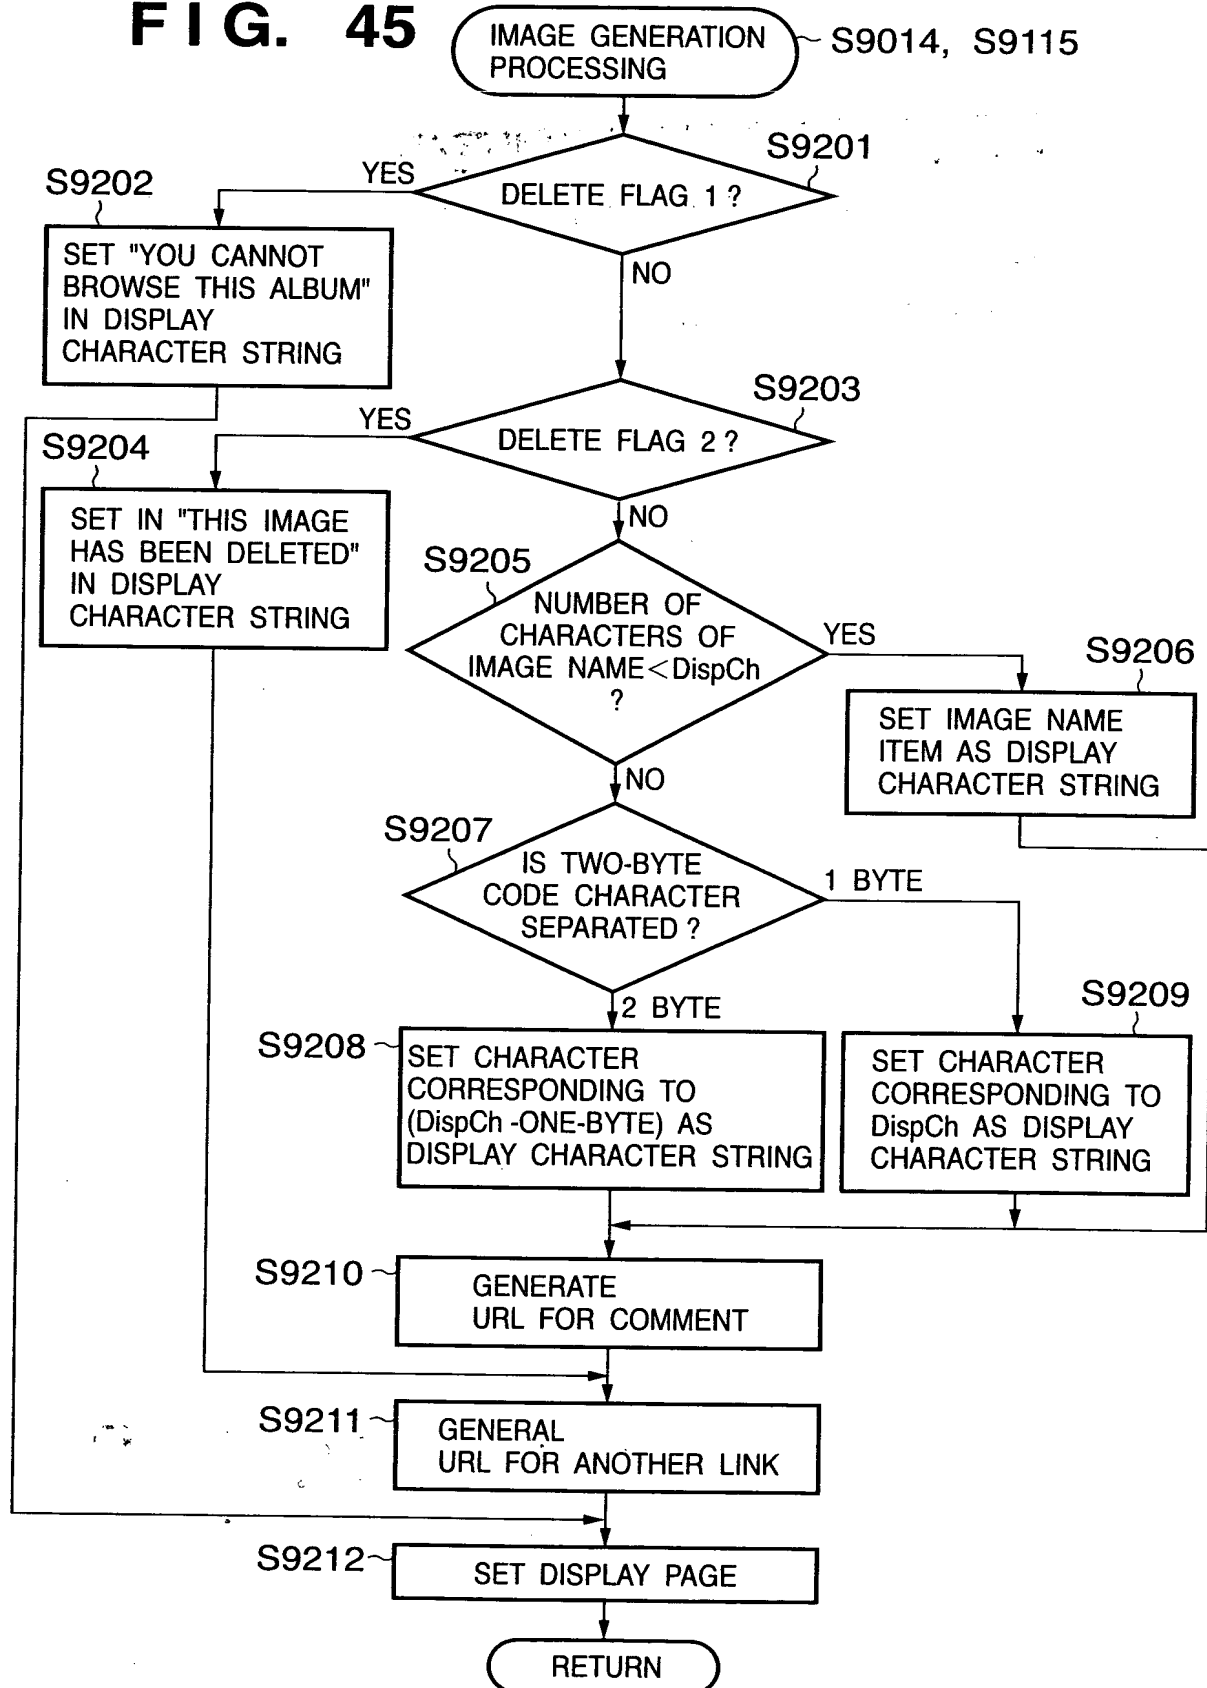 FIG. 45
IMAGE GENERATION
PROCESSING
S9014, S9115
S9201
DELETE FLAG 1?
YES
NO
S9202
SET "YOU CANNOT
BROWSE THIS ALBUM"
IN DISPLAY
CHARACTER STRING
S9203
DELETE FLAG 2?
YES
NO
S9204
SET IN "THIS IMAGE
HAS BEEN DELETED"
IN DISPLAY
CHARACTER STRING
S9205
NUMBER OF
CHARACTERS OF
IMAGE NAME<DispCh
?
YES
NO
S9206
SET IMAGE NAME
ITEM AS DISPLAY
CHARACTER STRING
S9207
IS TWO-BYTE
CODE CHARACTER
SEPARATED?
1 BYTE
2 BYTE
S9208
SET CHARACTER
CORRESPONDING TO
(DispCh-ONE-BYTE) AS
DISPLAY CHARACTER STRING
S9209
SET CHARACTER
CORRESPONDING TO
DispCh AS DISPLAY
CHARACTER STRING
S9210
GENERATE
URL FOR COMMENT
S9211
GENERAL
URL FOR ANOTHER LINK
S9212
SET DISPLAY PAGE
RETURN